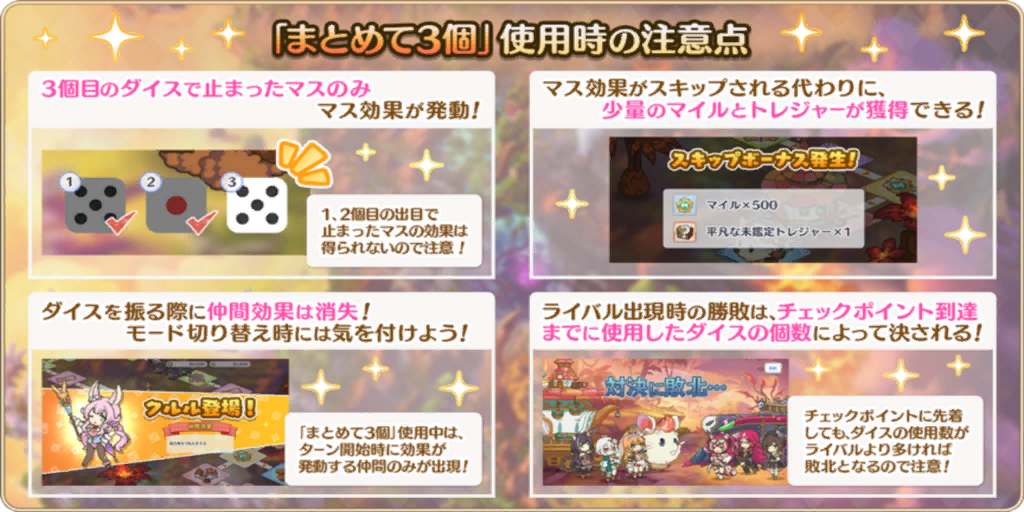 「まとめて3個」使用時の注意点
3個目のダイスで止まったマスのみ
マス効果が発動!
1
2
3
1、2個目の出目で
止まったマスの効果は
得られないので注意!
マス効果がスキップされる代わりに、
少量のマイルとトレジャーが獲得できる!
スキップボーナス発生!
マイル×500
平凡な未鑑定トレジャー×1
ダイスを振る際に仲間効果は消失!
モード切り替え時には気を付けよう!
クルル登場!
仲間効果
「まとめて3個」使用中は、
ターン開始時に効果が
発動する仲間のみが出現!
ライバル出現時の勝敗は、チェックポイント到達
までに使用したダイスの個数によって決される!
対決に敗北…
チェックポイントに先着
しても、ダイスの使用数が
ライバルより多ければ
敗北となるので注意!